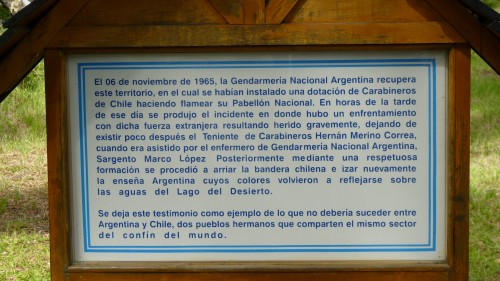 El 06 de noviembre de 1965, la Gendarmería Nacional Argentina recupera
este territorio, en el cual se habían instalado una dotación de Carabineros
de Chile haciendo flamear su Pabellón Nacional. En horas de la tarde
de ese día se produjo el incidente en donde hubo un enfrentamiento
con dicha fuerza extranjera resultando herido gravemente, dejando de
existir poco después el Teniente de Carabineros Hernán Merino Correa,
cuando era asistido por el enfermero de Gendarmería Nacional Argentina,
Sargento Marco López Posteriormente mediante una respetuosa
formación se procedió a arriar la bandera chilena e izar nuevamente
la enseña Argentina cuyos colores volvieron a reflejarse sobre
las aguas del Lago del Desierto.
Se deja este testimonio como ejemplo de lo que no debería suceder entre
Argentina y Chile, dos pueblos hermanos que comparten el mismo sector
del confín del mundo.